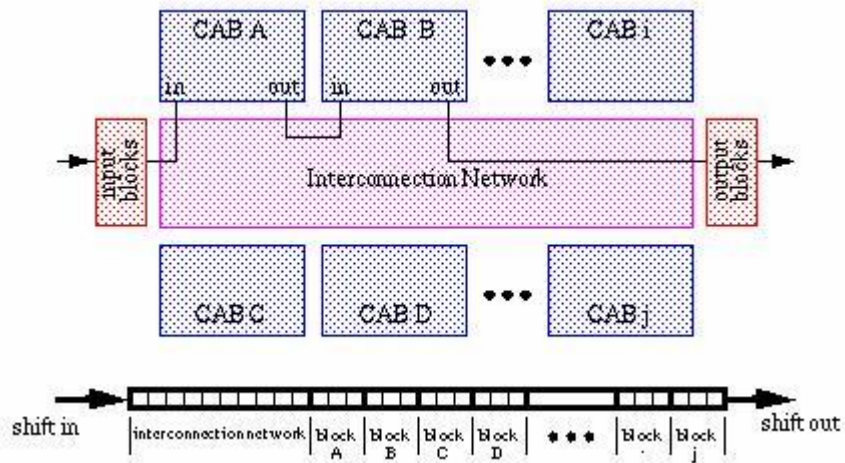 CAB A
CAB B
CAB i
in
out
in
out
input
blocks
Interconnection Network
output
blocks
CAB C
CAB D
CAB j
shift in
shift out
interconnection network
block
A
block
B
block
C
block
D
block
block
j